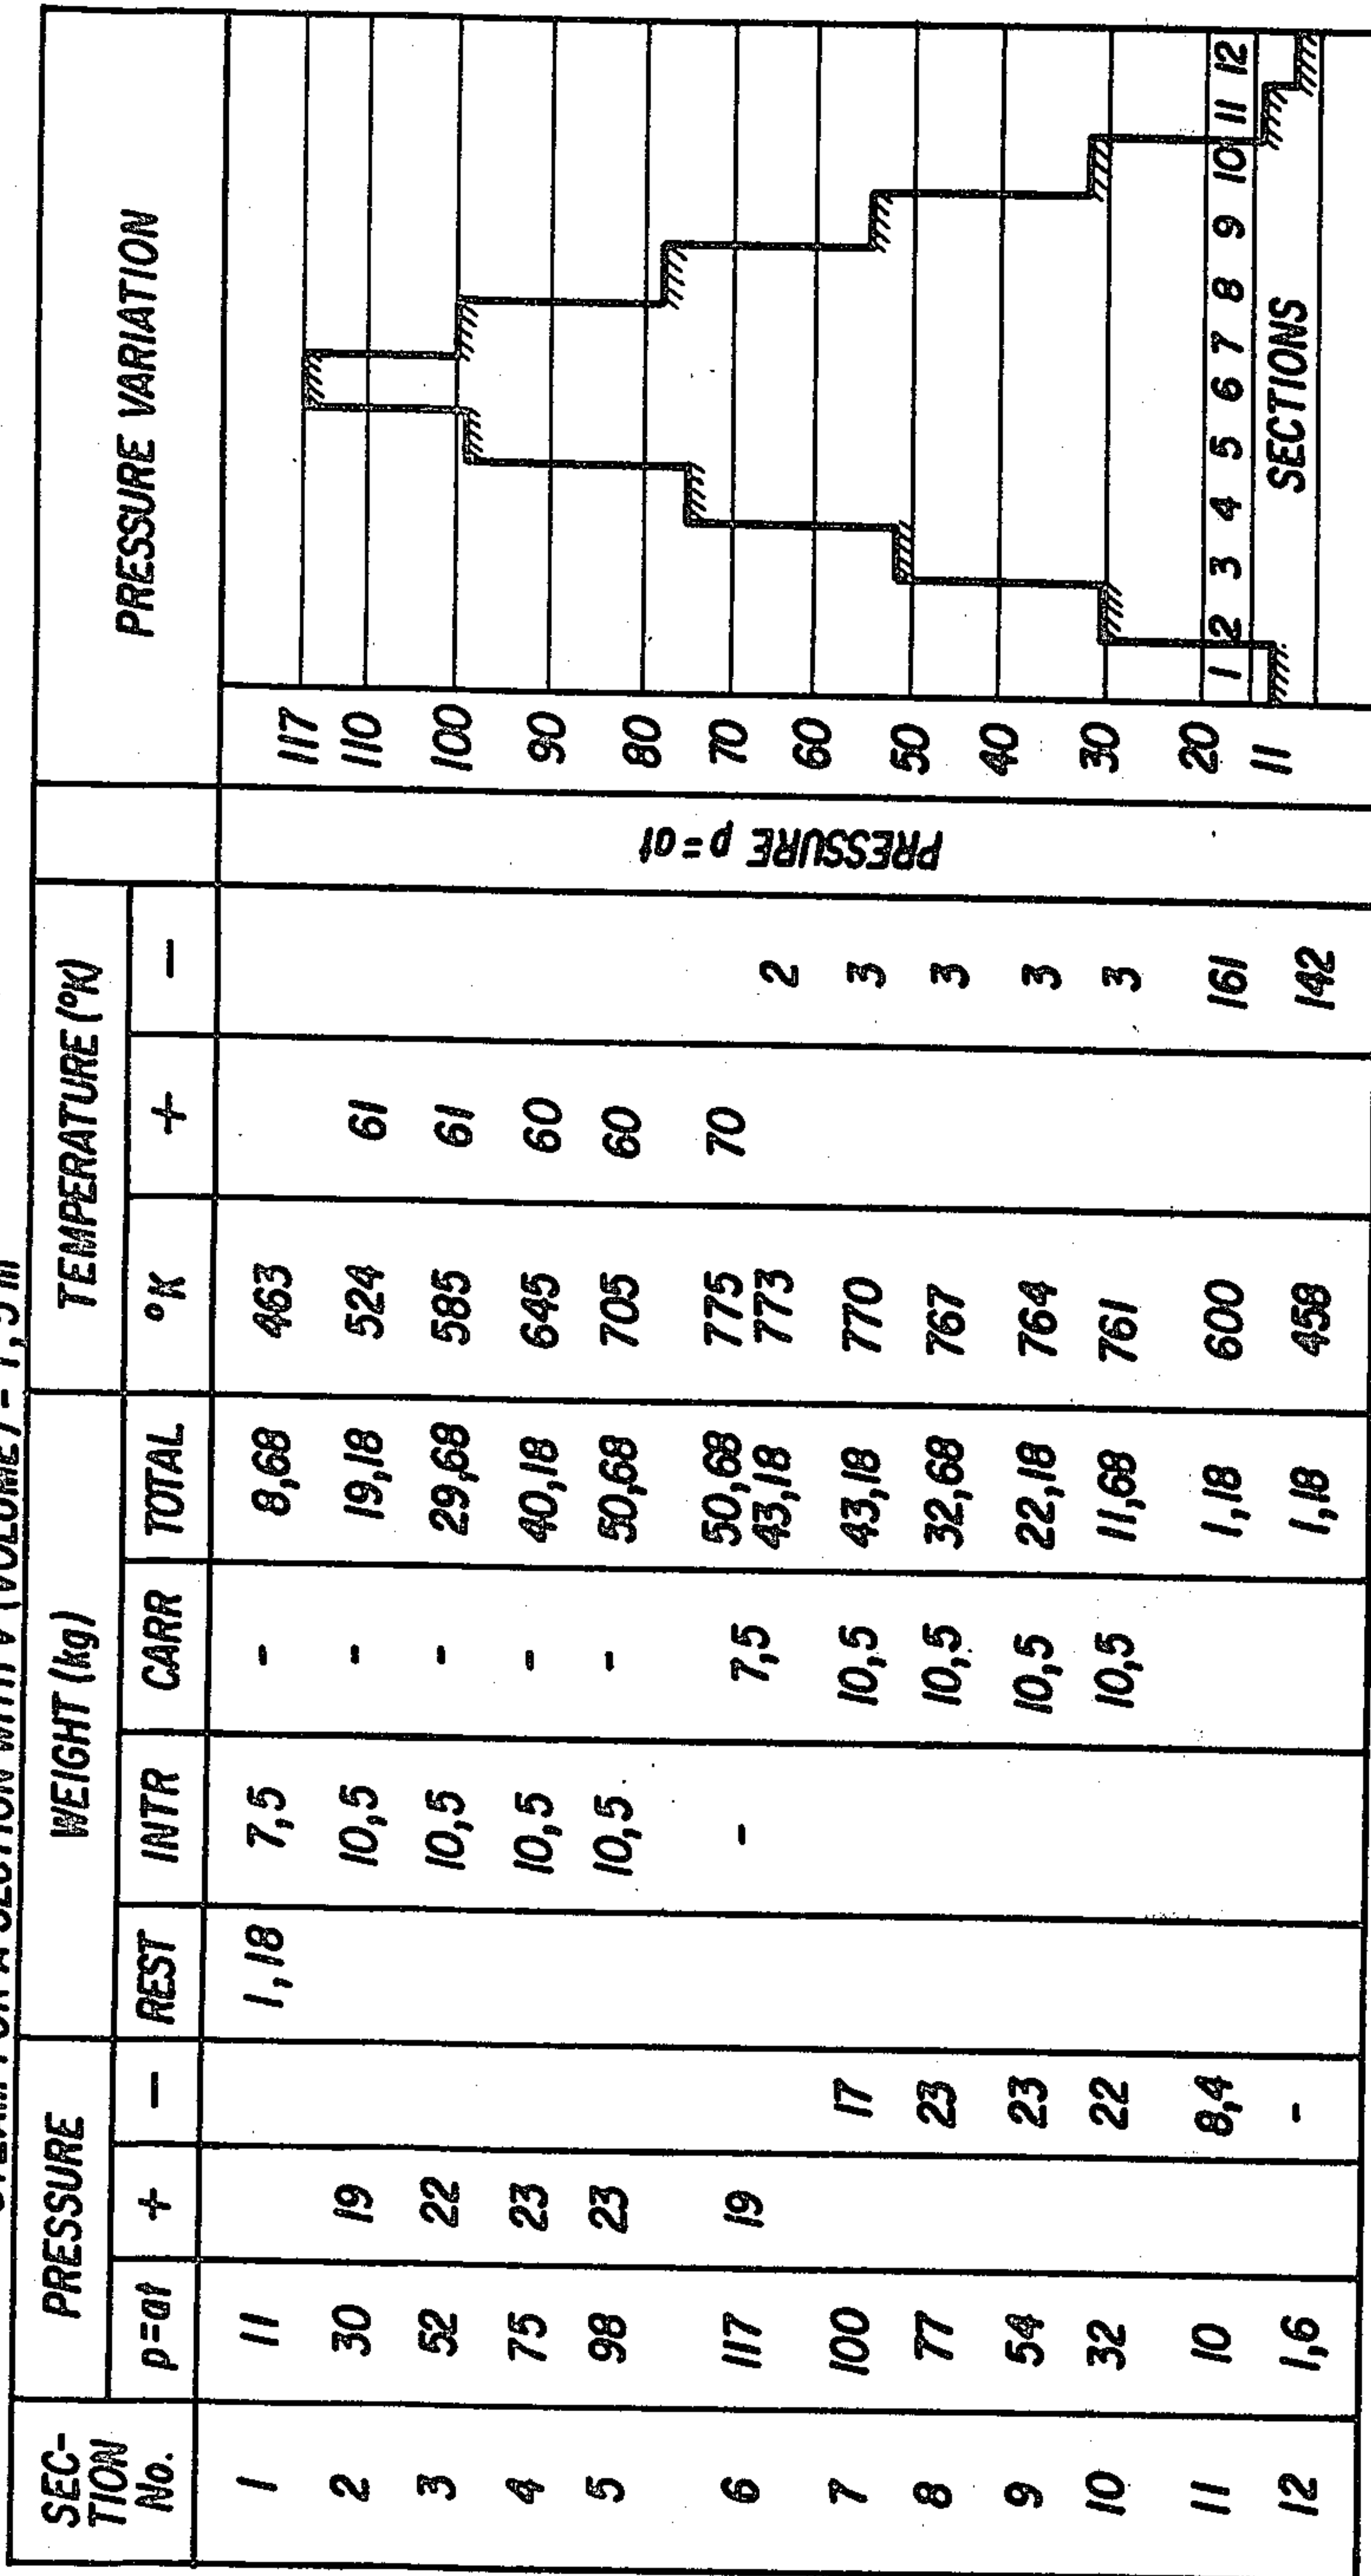 STEAM FOR A SECTION WITH V (VOLUME) = 1,5 m
SEC-TION No. PRESSURE WEIGHT (kg) TEMPERATURE (°K) PRESSURE VARIATION
p=at + − REST INTR CARR TOTAL °K + −
1 11 1,18 7,5 - 8,68 463
2 30 19 10,5 - 19,18 524 61
3 52 22 10,5 - 29,68 585 61
4 75 23 10,5 - 40,18 645 60
5 98 23 10,5 - 50,68 705 60
6 117 19 - 7,5 50,68 775 70
43,18 773 2
7 100 17 10,5 43,18 770 3
8 77 23 10,5 32,68 767 3
9 54 23 10,5 22,18 764 3
10 32 22 10,5 11,68 761 3
11 10 8,4 1,18 600 161
12 1,6 - 1,18 458 142
PRESSURE p=at
117
110
100
90
80
70
60
50
40
30
20
11
1 2 3 4 5 6 7 8 9 10 11 12
SECTIONS